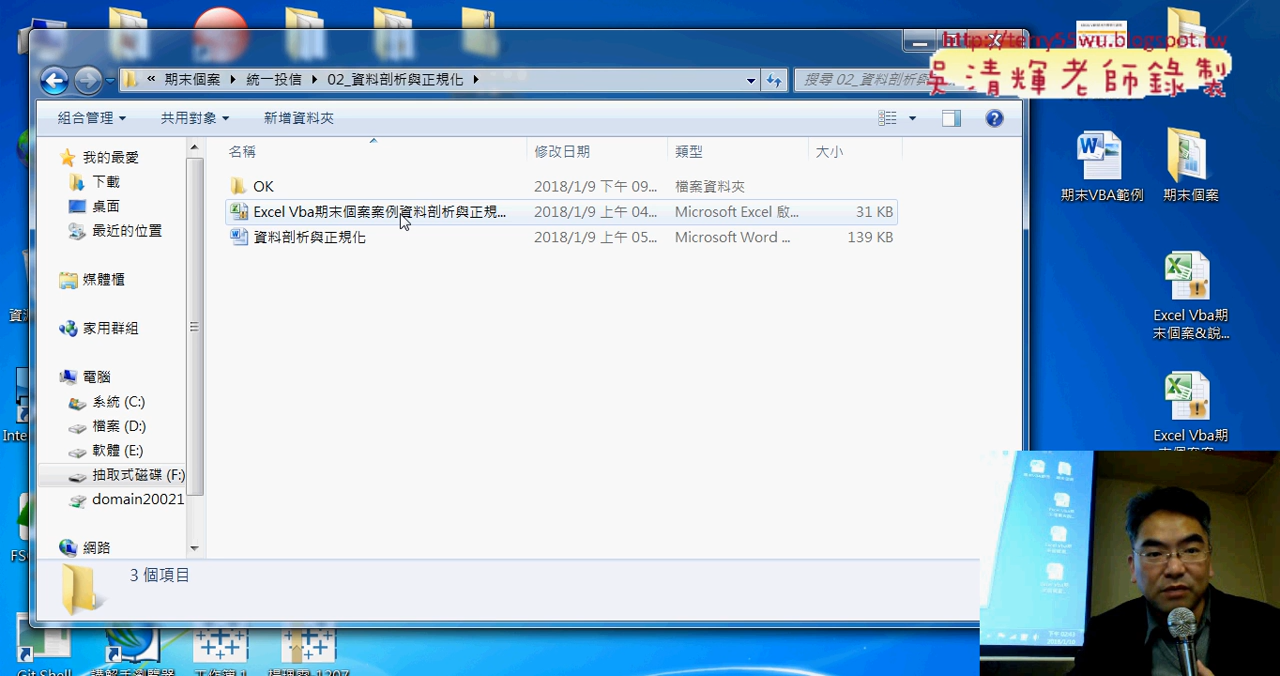 http://terry55wu.blogspot.tw
吳清輝老師錄製
« 期末個案 ▸ 統一投信 ▸ 02_資料剖析與正規化 ▸
搜尋 02_資料剖析與
組合管理 ▼ 共用對象 ▼ 新增資料夾
名稱 修改日期 類型 大小
OK 2018/1/9 下午 09... 檔案資料夾
Excel Vba期末個案案例資料剖析與正規... 2018/1/9 上午 04... Microsoft Excel 啟... 31 KB
資料剖析與正規化 2018/1/9 上午 05... Microsoft Word ... 139 KB
我的最愛
下載
桌面
最近的位置
媒體櫃
家用群組
電腦
系統 (C:)
檔案 (D:)
軟體 (E:)
抽取式磁碟 (F:)
domain20021
網路
3 個項目
期末VBA範例
期末個案
Excel Vba期
末個案&說...
Excel Vba期
Inte
Git Shell
工作簿 1